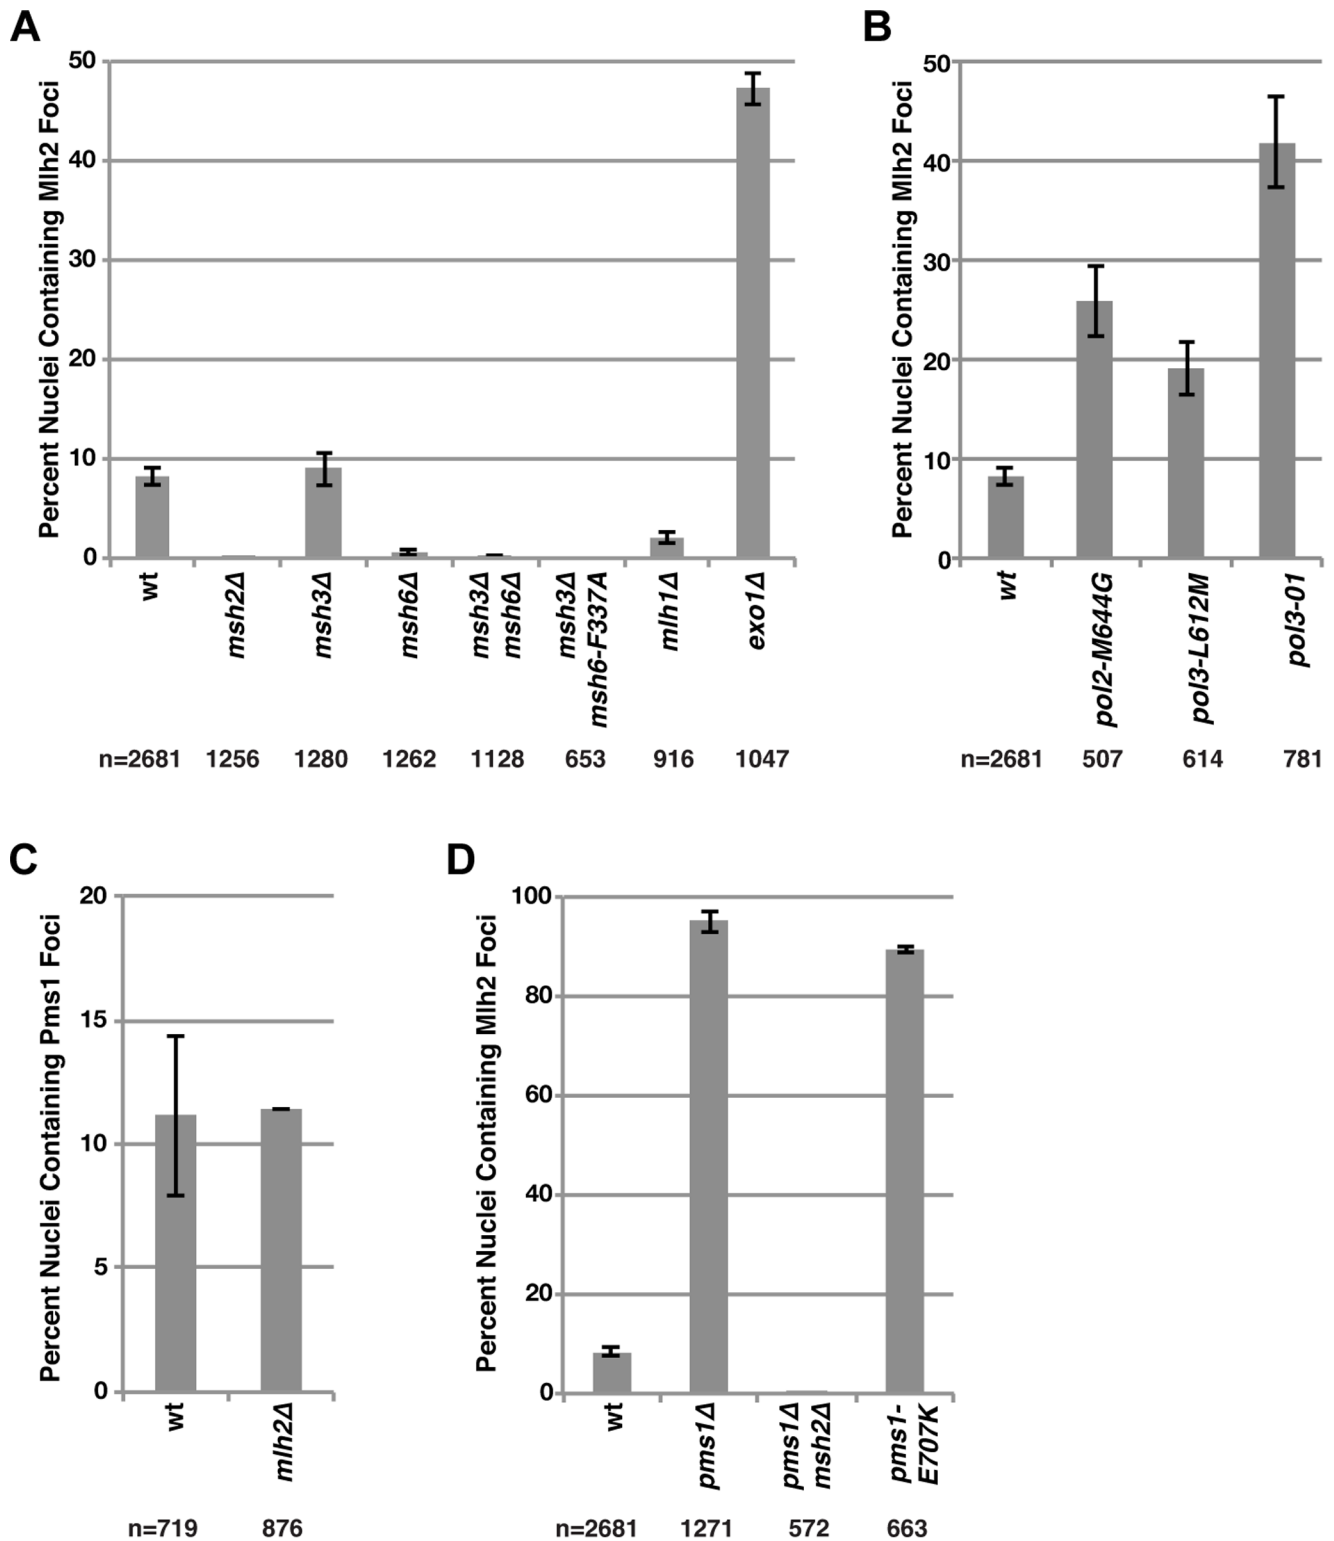 A
Percent Nuclei Containing Mlh2 Foci
50
40
30
20
10
0
wt
msh2Δ
msh3Δ
msh6Δ
msh3Δ
msh6Δ
msh3Δ
msh6-F337A
mlh1Δ
exo1Δ
n=2681 1256 1280 1262 1128 653 916 1047
B
Percent Nuclei Containing Mlh2 Foci
50
40
30
20
10
0
wt
pol2-M644G
pol3-L612M
pol3-01
n=2681 507 614 781
C
Percent Nuclei Containing Pms1 Foci
20
15
10
5
0
wt
mlh2Δ
n=719 876
D
Percent Nuclei Containing Mlh2 Foci
100
80
60
40
20
0
wt
pms1Δ
pms1Δ
msh2Δ
pms1-
E707K
n=2681 1271 572 663